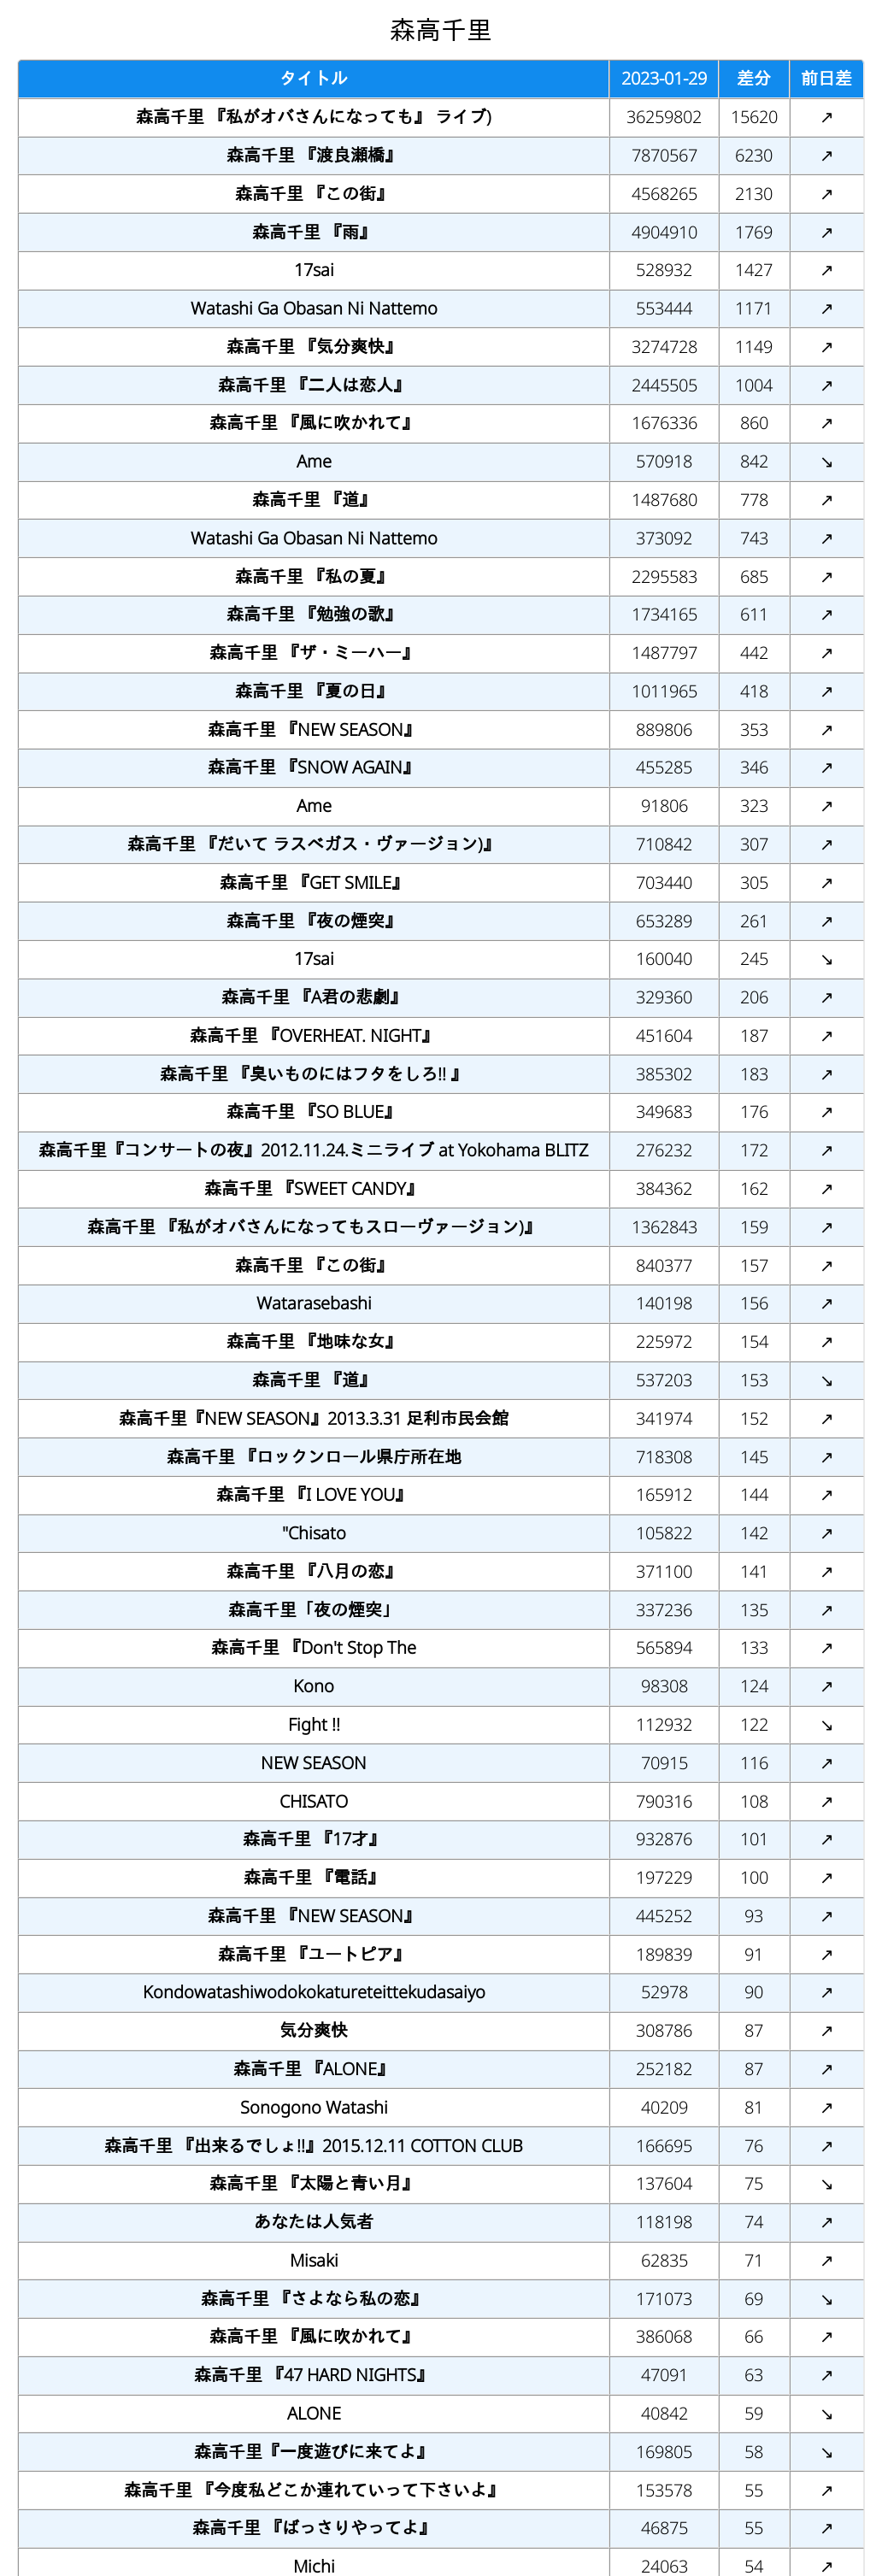 森高千里
タイトル 2023-01-29 差分 前日差
森高千里 『私がオバさんになっても』 ライブ) 36259802 15620 ↗
森高千里 『渡良瀬橋』 7870567 6230 ↗
森高千里 『この街』 4568265 2130 ↗
森高千里 『雨』 4904910 1769 ↗
17sai 528932 1427 ↗
Watashi Ga Obasan Ni Nattemo 553444 1171 ↗
森高千里 『気分爽快』 3274728 1149 ↗
森高千里 『二人は恋人』 2445505 1004 ↗
森高千里 『風に吹かれて』 1676336 860 ↗
Ame 570918 842 ↘
森高千里 『道』 1487680 778 ↗
Watashi Ga Obasan Ni Nattemo 373092 743 ↗
森高千里 『私の夏』 2295583 685 ↗
森高千里 『勉強の歌』 1734165 611 ↗
森高千里 『ザ・ミーハー』 1487797 442 ↗
森高千里 『夏の日』 1011965 418 ↗
森高千里 『NEW SEASON』 889806 353 ↗
森高千里 『SNOW AGAIN』 455285 346 ↗
Ame 91806 323 ↗
森高千里 『だいて ラスベガス・ヴァージョン)』 710842 307 ↗
森高千里 『GET SMILE』 703440 305 ↗
森高千里 『夜の煙突』 653289 261 ↗
17sai 160040 245 ↘
森高千里 『A君の悲劇』 329360 206 ↗
森高千里 『OVERHEAT. NIGHT』 451604 187 ↗
森高千里 『臭いものにはフタをしろ!! 』 385302 183 ↗
森高千里 『SO BLUE』 349683 176 ↗
森高千里『コンサートの夜』2012.11.24.ミニライブ at Yokohama BLITZ 276232 172 ↗
森高千里 『SWEET CANDY』 384362 162 ↗
森高千里 『私がオバさんになってもスローヴァージョン)』 1362843 159 ↗
森高千里 『この街』 840377 157 ↗
Watarasebashi 140198 156 ↗
森高千里 『地味な女』 225972 154 ↗
森高千里 『道』 537203 153 ↘
森高千里『NEW SEASON』2013.3.31 足利市民会館 341974 152 ↗
森高千里 『ロックンロール県庁所在地 718308 145 ↗
森高千里 『I LOVE YOU』 165912 144 ↗
"Chisato 105822 142 ↗
森高千里 『八月の恋』 371100 141 ↗
森高千里「夜の煙突」 337236 135 ↗
森高千里 『Don't Stop The 565894 133 ↗
Kono 98308 124 ↗
Fight !! 112932 122 ↘
NEW SEASON 70915 116 ↗
CHISATO 790316 108 ↗
森高千里 『17才』 932876 101 ↗
森高千里 『電話』 197229 100 ↗
森高千里 『NEW SEASON』 445252 93 ↗
森高千里 『ユートピア』 189839 91 ↗
Kondowatashiwodokokatureteittekudasaiyo 52978 90 ↗
気分爽快 308786 87 ↗
森高千里 『ALONE』 252182 87 ↗
Sonogono Watashi 40209 81 ↗
森高千里 『出来るでしょ!!』2015.12.11 COTTON CLUB 166695 76 ↗
森高千里 『太陽と青い月』 137604 75 ↘
あなたは人気者 118198 74 ↗
Misaki 62835 71 ↗
森高千里 『さよなら私の恋』 171073 69 ↘
森高千里 『風に吹かれて』 386068 66 ↗
森高千里 『47 HARD NIGHTS』 47091 63 ↗
ALONE 40842 59 ↘
森高千里『一度遊びに来てよ』 169805 58 ↘
森高千里 『今度私どこか連れていって下さいよ』 153578 55 ↗
森高千里 『ばっさりやってよ』 46875 55 ↗
Michi 24063 54 ↗